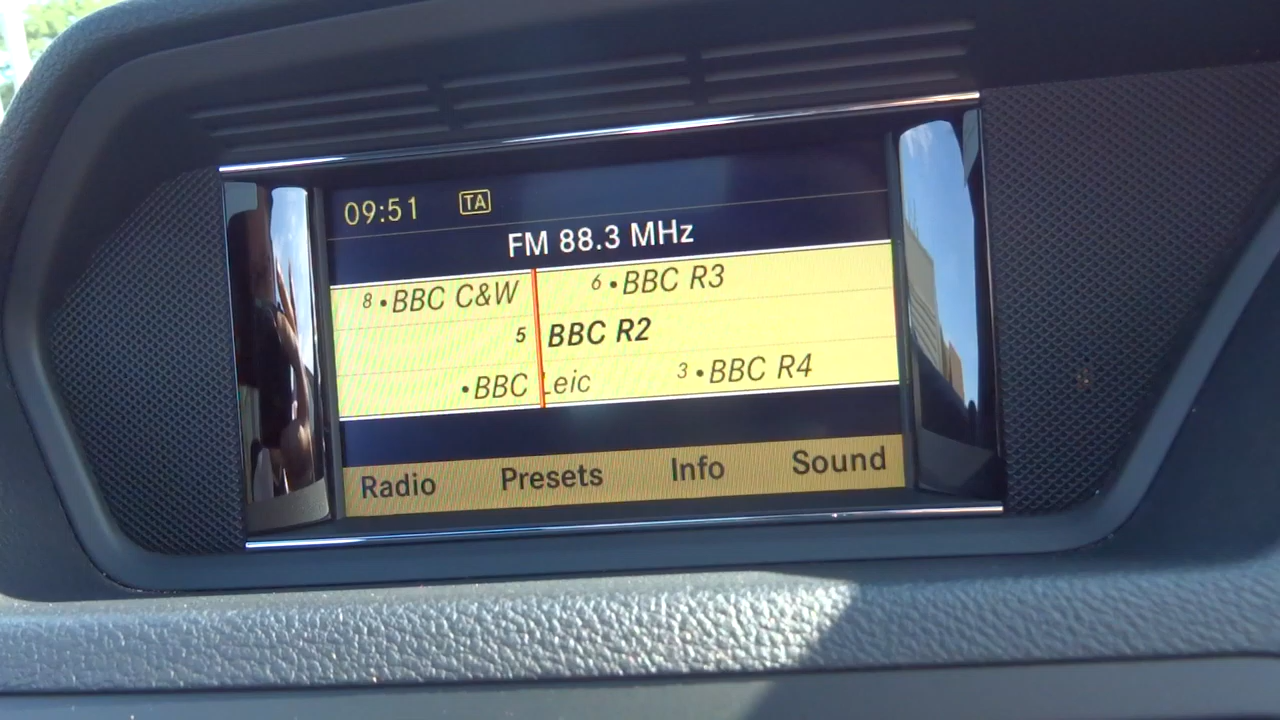 09:51 TA
FM 88.3 MHz
8 •BBC C&W 6 •BBC R3
5 BBC R2
•BBC Leic 3 •BBC R4
Radio Presets Info Sound